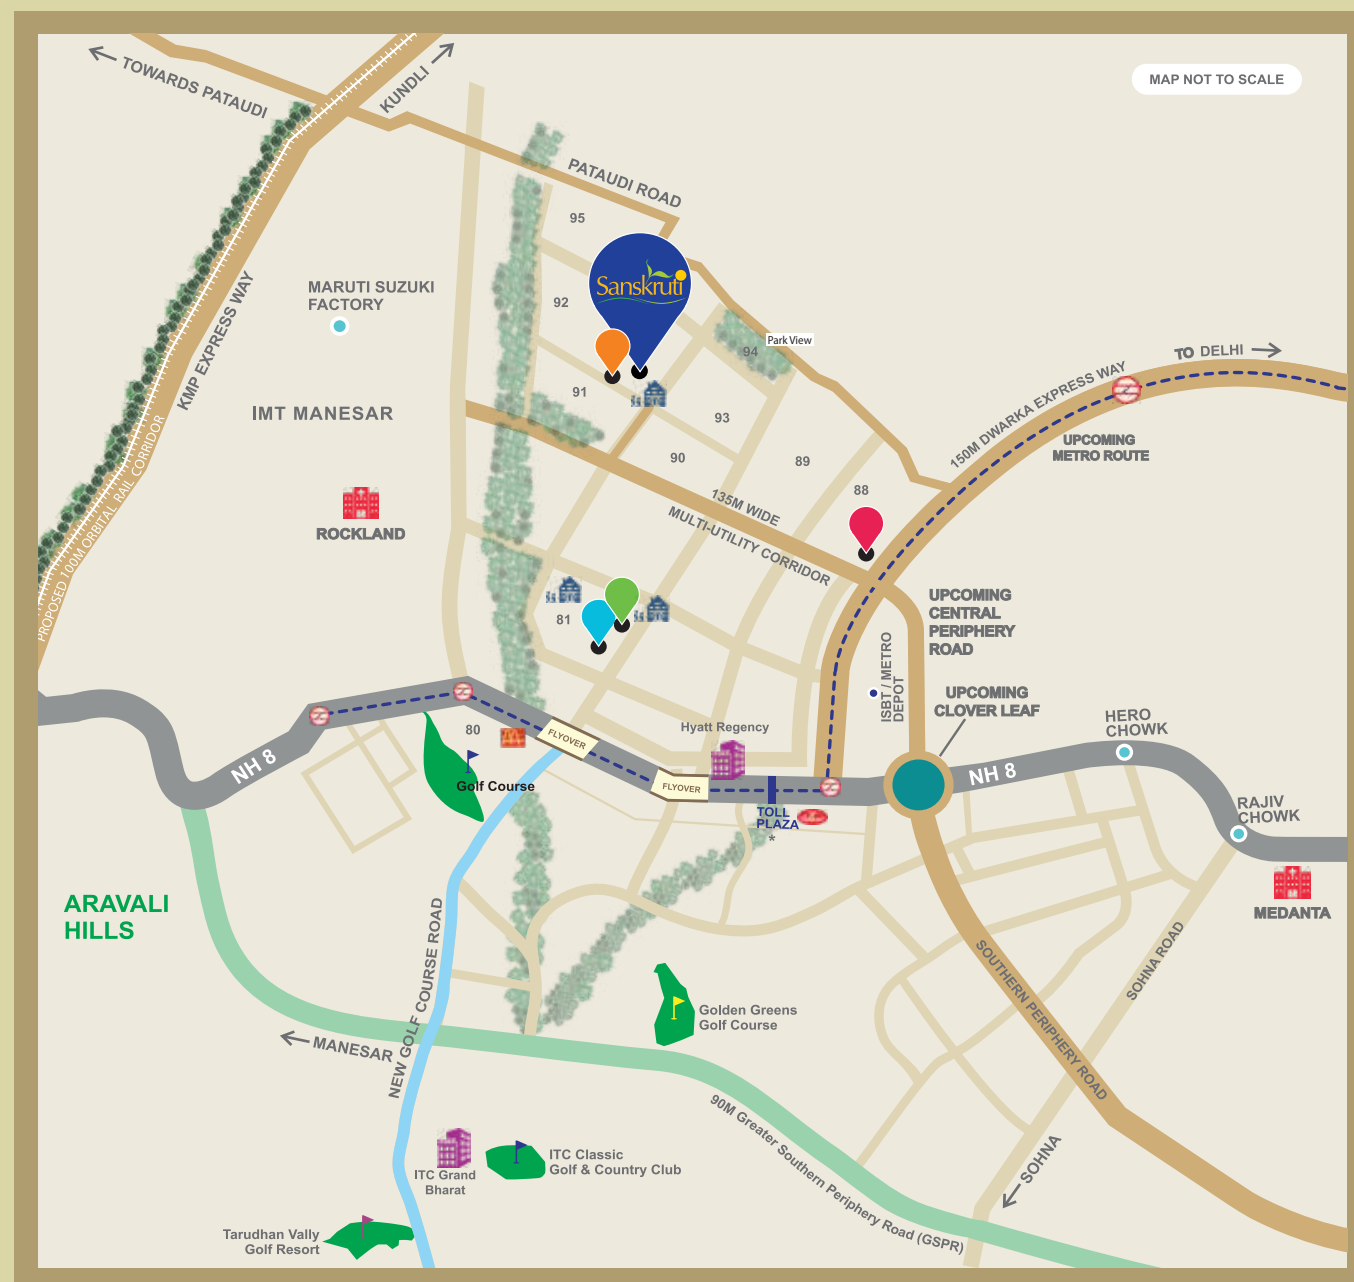 TOWARDS PATAUDI
KUNDLI
MAP NOT TO SCALE
PATAUDI ROAD
95
Sanskruti
MARUTI SUZUKI
FACTORY
92
94
Park View
KMP EXPRESS WAY
PROPOSED 100M ORBITAL RAIL CORRIDOR
TO DELHI
150M DWARKA EXPRESS WAY
91
93
IMT MANESAR
UPCOMING
METRO ROUTE
90
89
88
135M WIDE
MULTI-UTILITY CORRIDOR
ROCKLAND
81
UPCOMING
CENTRAL
PERIPHERY
ROAD
ISBT / METRO
DEPOT
UPCOMING
CLOVER LEAF
HERO
CHOWK
80
FLYOVER
Hyatt Regency
NH 8
NH 8
Golf Course
FLYOVER
TOLL
PLAZA
*
RAJIV
CHOWK
MEDANTA
ARAVALI
HILLS
NEW GOLF COURSE ROAD
SOUTHERN PERIPHERY ROAD
SOHNA ROAD
Golden Greens
Golf Course
MANESAR
90M Greater Southern Periphery Road (GSPR)
SOHNA
ITC Grand
Bharat
ITC Classic
Golf & Country Club
Tarudhan Vally
Golf Resort